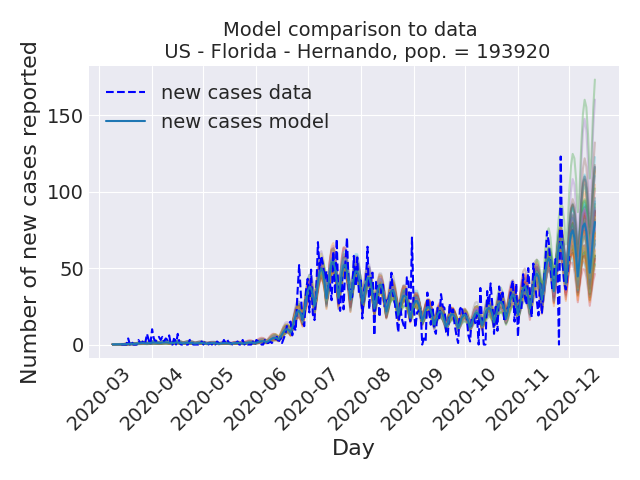 Model comparison to data
US - Florida - Hernando, pop. = 193920
Number of new cases reported
new cases data
new cases model
150
100
50
0
2020-03
2020-04
2020-05
2020-06
2020-07
2020-08
2020-09
2020-10
2020-11
2020-12
Day